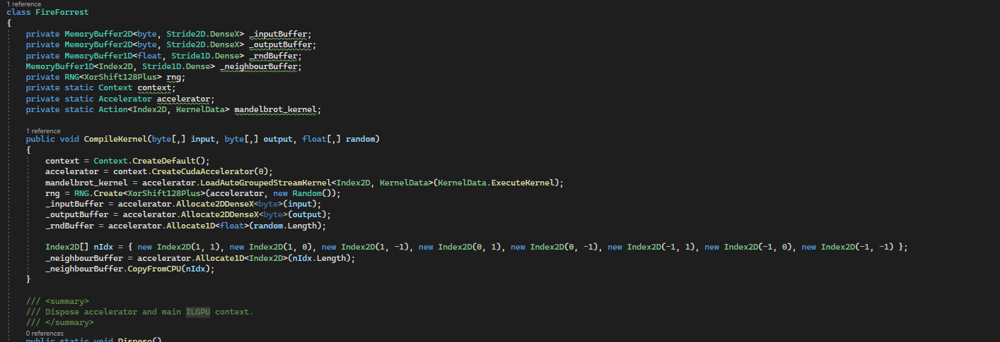 1 reference
class FireForrest
{
    private MemoryBuffer2D<byte, Stride2D.DenseX> _inputBuffer;
    private MemoryBuffer2D<byte, Stride2D.DenseX> _outputBuffer;
    private MemoryBuffer1D<float, Stride1D.Dense> _rndBuffer;
    MemoryBuffer1D<Index2D, Stride1D.Dense> _neighbourBuffer;
    private RNG<XorShift128Plus> rng;
    private static Context context;
    private static Accelerator accelerator;
    private static Action<Index2D, KernelData> mandelbrot_kernel;
    1 reference
    public void CompileKernel(byte[,] input, byte[,] output, float[,] random)
    {
        context = Context.CreateDefault();
        accelerator = context.CreateCudaAccelerator(0);
        mandelbrot_kernel = accelerator.LoadAutoGroupedStreamKernel<Index2D, KernelData>(KernelData.ExecuteKernel);
        rng = RNG.Create<XorShift128Plus>(accelerator, new Random());
        _inputBuffer = accelerator.Allocate2DDenseX<byte>(input);
        _outputBuffer = accelerator.Allocate2DDenseX<byte>(output);
        _rndBuffer = accelerator.Allocate1D<float>(random.Length);
        Index2D[] nIdx = { new Index2D(1, 1), new Index2D(1, 0), new Index2D(1, -1), new Index2D(0, 1), new Index2D(0, -1), new Index2D(-1, 1), new Index2D(-1, 0), new Index2D(-1, -1) };
        _neighbourBuffer = accelerator.Allocate1D<Index2D>(nIdx.Length);
        _neighbourBuffer.CopyFromCPU(nIdx);
    }
    /// <summary>
    /// Dispose accelerator and main ILGPU context.
    /// </summary>
    0 references
    public static void Dispose()